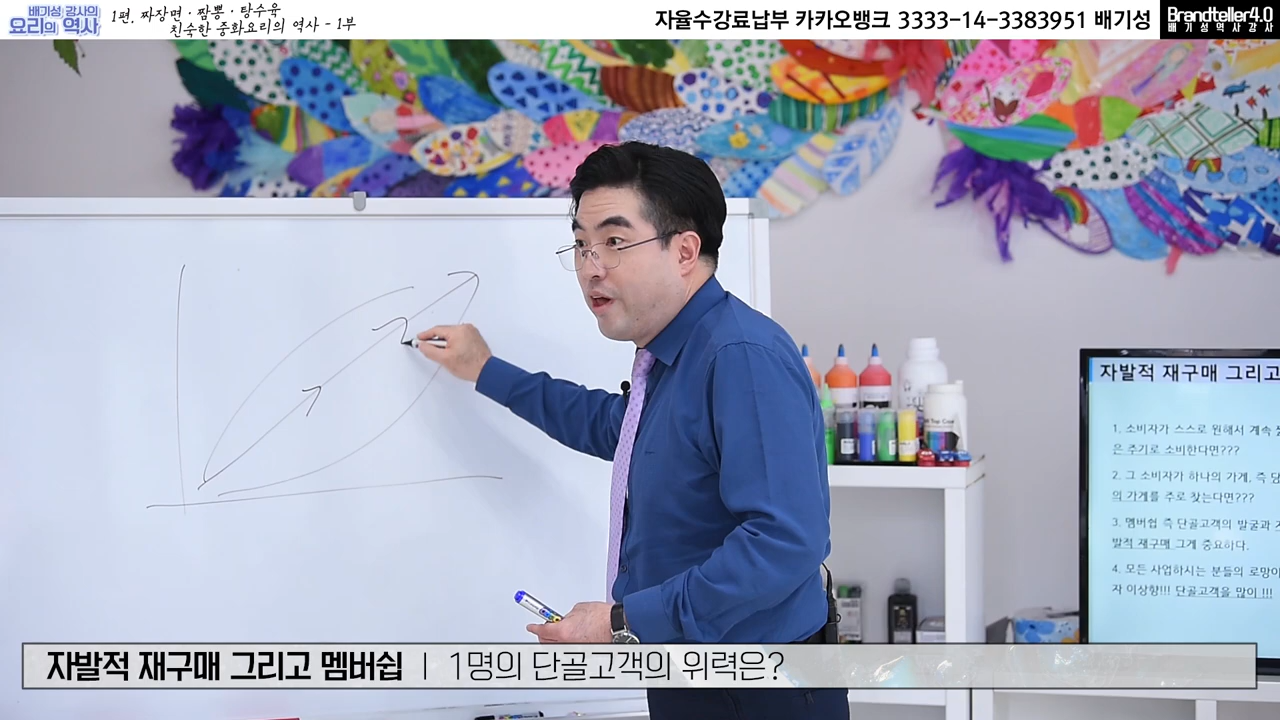 배기성 강사의
요리의 역사
1편. 짜장면·짬뽕·탕수육
친숙한 중화요리의 역사 - 1부
자율수강료납부 카카오뱅크 3333-14-3383951 배기성
Brandteller4.0
배기성역사강사
자발적 재구매 그리고
1. 소비자가 스스로 원해서 계속
은 주기로 소비한다면???
2. 그 소비자가 하나의 가게, 즉 당
의 가게를 주로 찾는다면???
3. 멤버쉽 즉 단골고객의 발굴과
발적 재구매 그게 중요하다.
4. 모든 사업하시는 분들의 로망이
자 이상향!!! 단골고객을 많이 !!!
자발적 재구매 그리고 멤버쉽 | 1명의 단골고객의 위력은?